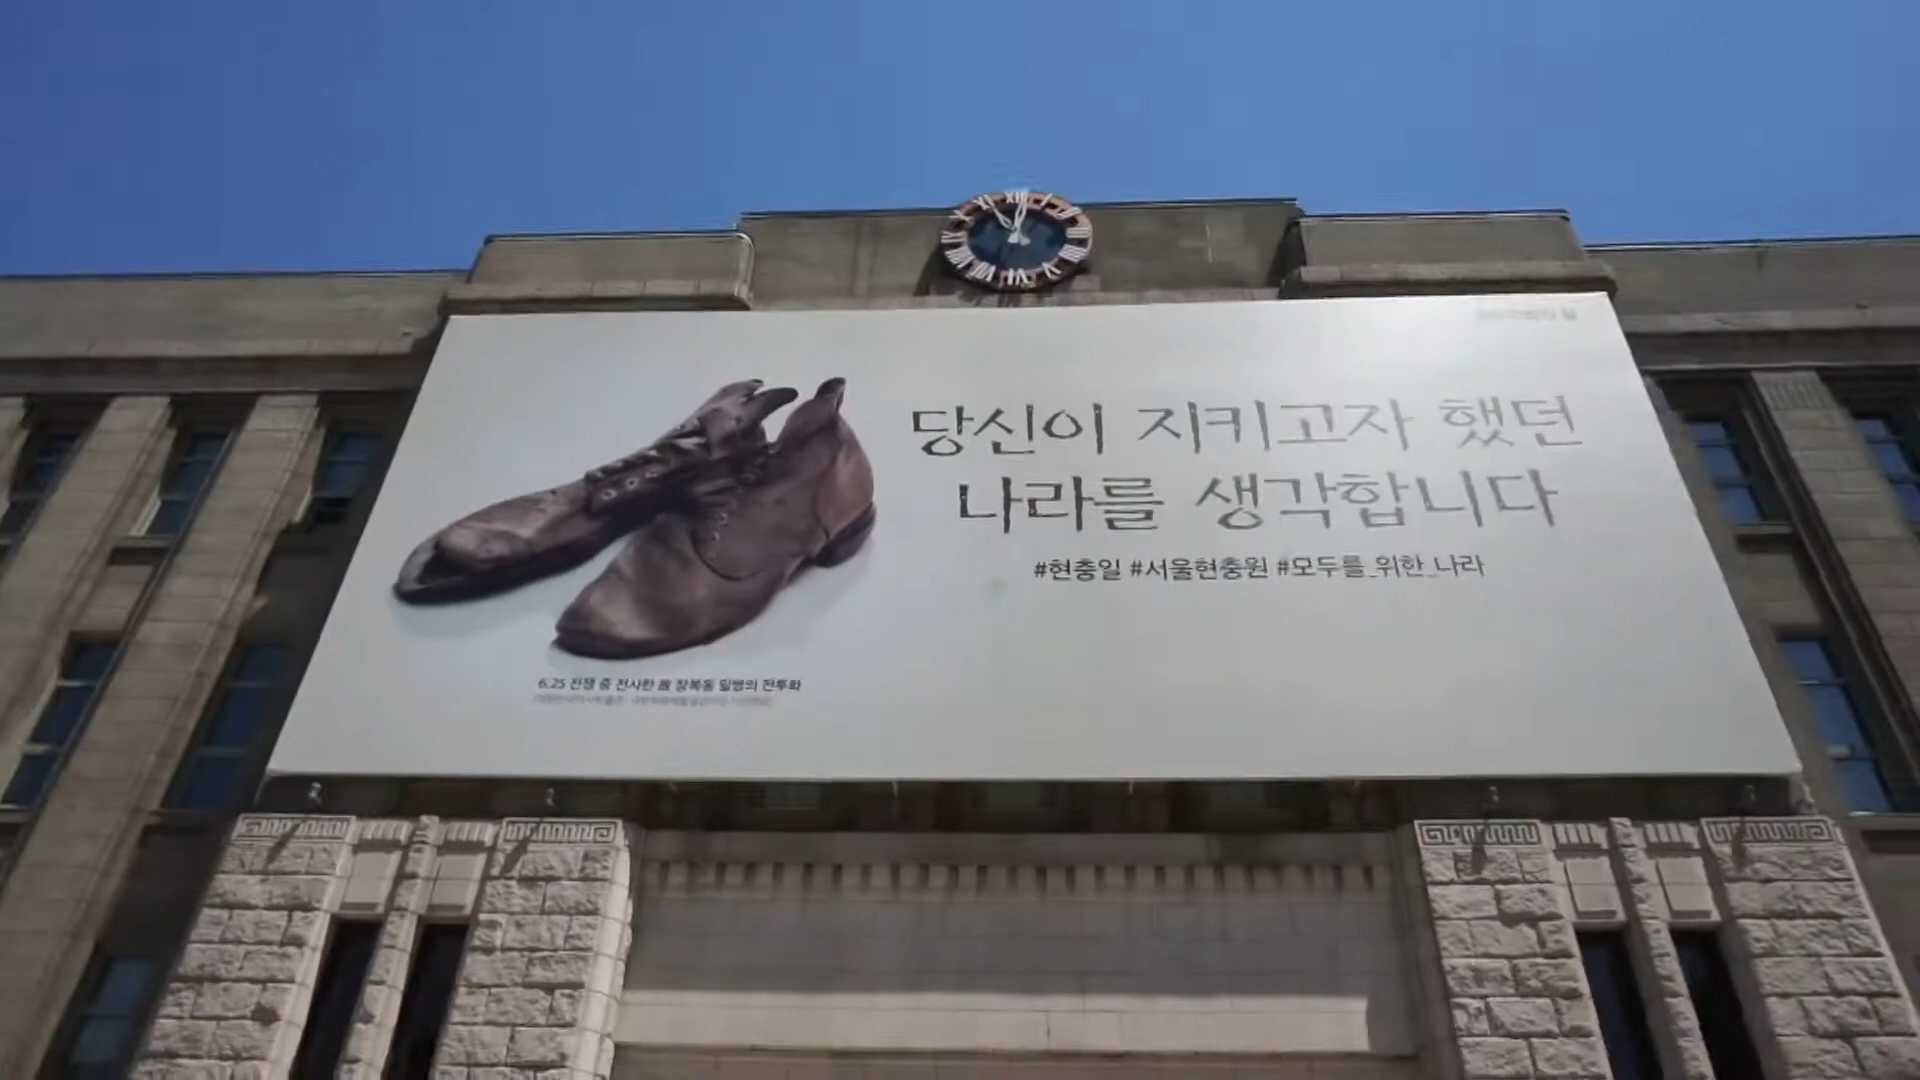 당신이 지키고자 했던
나라를 생각합니다
#현충일 #서울현충원 #모두를_위한_나라
6.25 전쟁 중 전사한 故 장복동 일병의 전투화